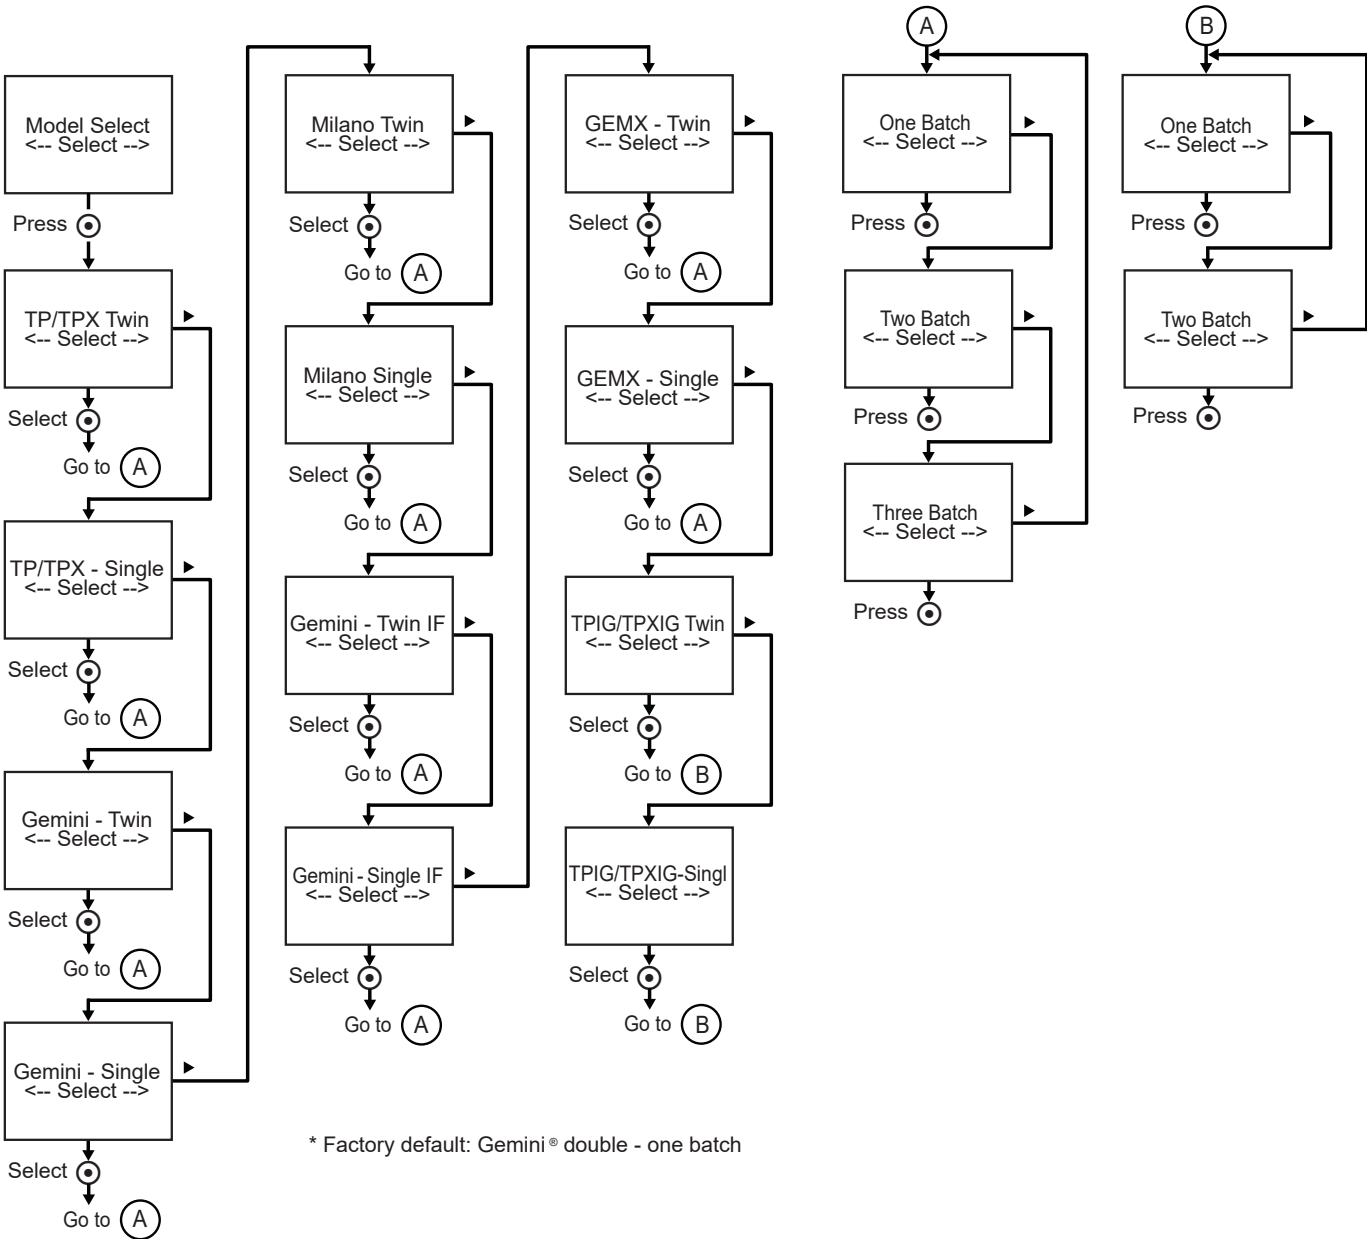 Model Select
<-- Select -->
Press
TP/TPX Twin
<-- Select -->
Select
Go to A
TP/TPX - Single
<-- Select -->
Select
Go to A
Gemini - Twin
<-- Select -->
Select
Go to A
Gemini - Single
<-- Select -->
Select
Go to A
Milano Twin
<-- Select -->
Select
Go to A
Milano Single
<-- Select -->
Select
Go to A
Gemini - Twin IF
<-- Select -->
Select
Go to A
Gemini - Single IF
<-- Select -->
Select
Go to A
GEMX - Twin
<-- Select -->
Select
Go to A
GEMX - Single
<-- Select -->
Select
Go to A
TPIG/TPXIG Twin
<-- Select -->
Select
Go to B
TPIG/TPXIG-Singl
<-- Select -->
Select
Go to B
A
One Batch
<-- Select -->
Press
Two Batch
<-- Select -->
Press
Three Batch
<-- Select -->
Press
B
One Batch
<-- Select -->
Press
Two Batch
<-- Select -->
Press
* Factory default: Gemini® double - one batch